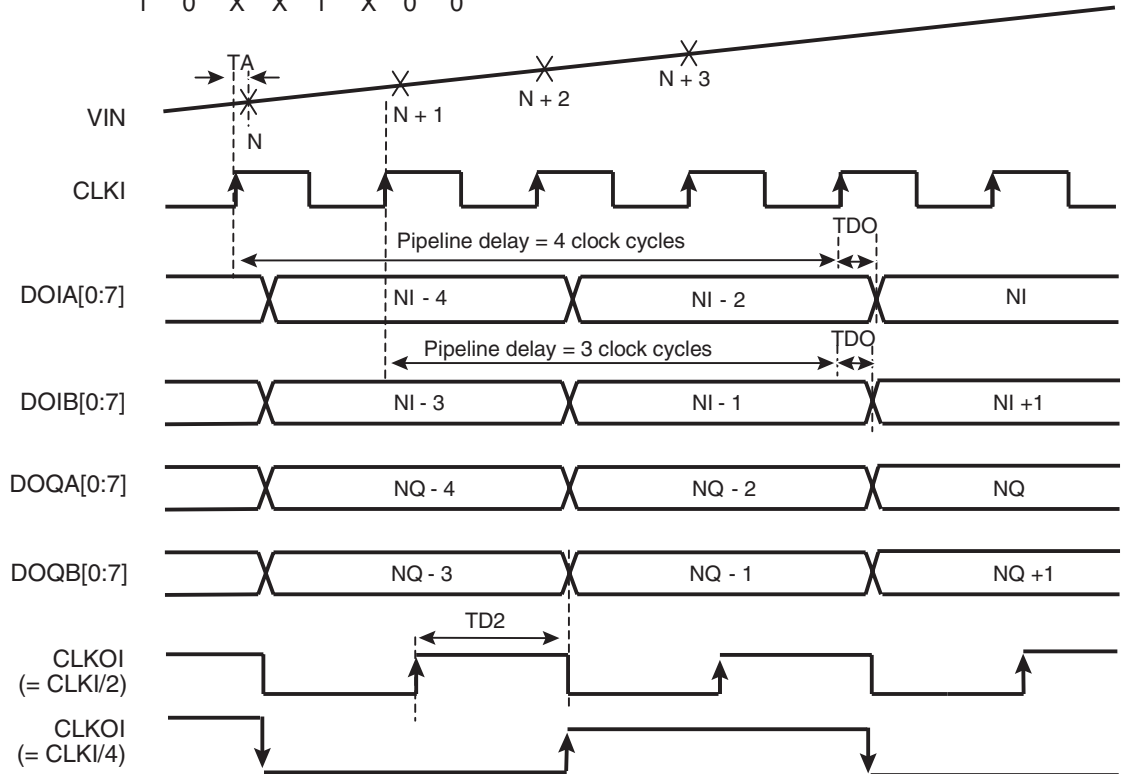 1 0 X X 1 X 0 0
TA
VIN
N
N + 1
N + 2
N + 3
CLKI
TDO
Pipeline delay = 4 clock cycles
DOIA[0:7]
NI - 4
NI - 2
NI
TDO
Pipeline delay = 3 clock cycles
DOIB[0:7]
NI - 3
NI - 1
NI +1
DOQA[0:7]
NQ - 4
NQ - 2
NQ
DOQB[0:7]
NQ - 3
NQ - 1
NQ +1
TD2
CLKOI
(= CLKI/2)
CLKOI
(= CLKI/4)